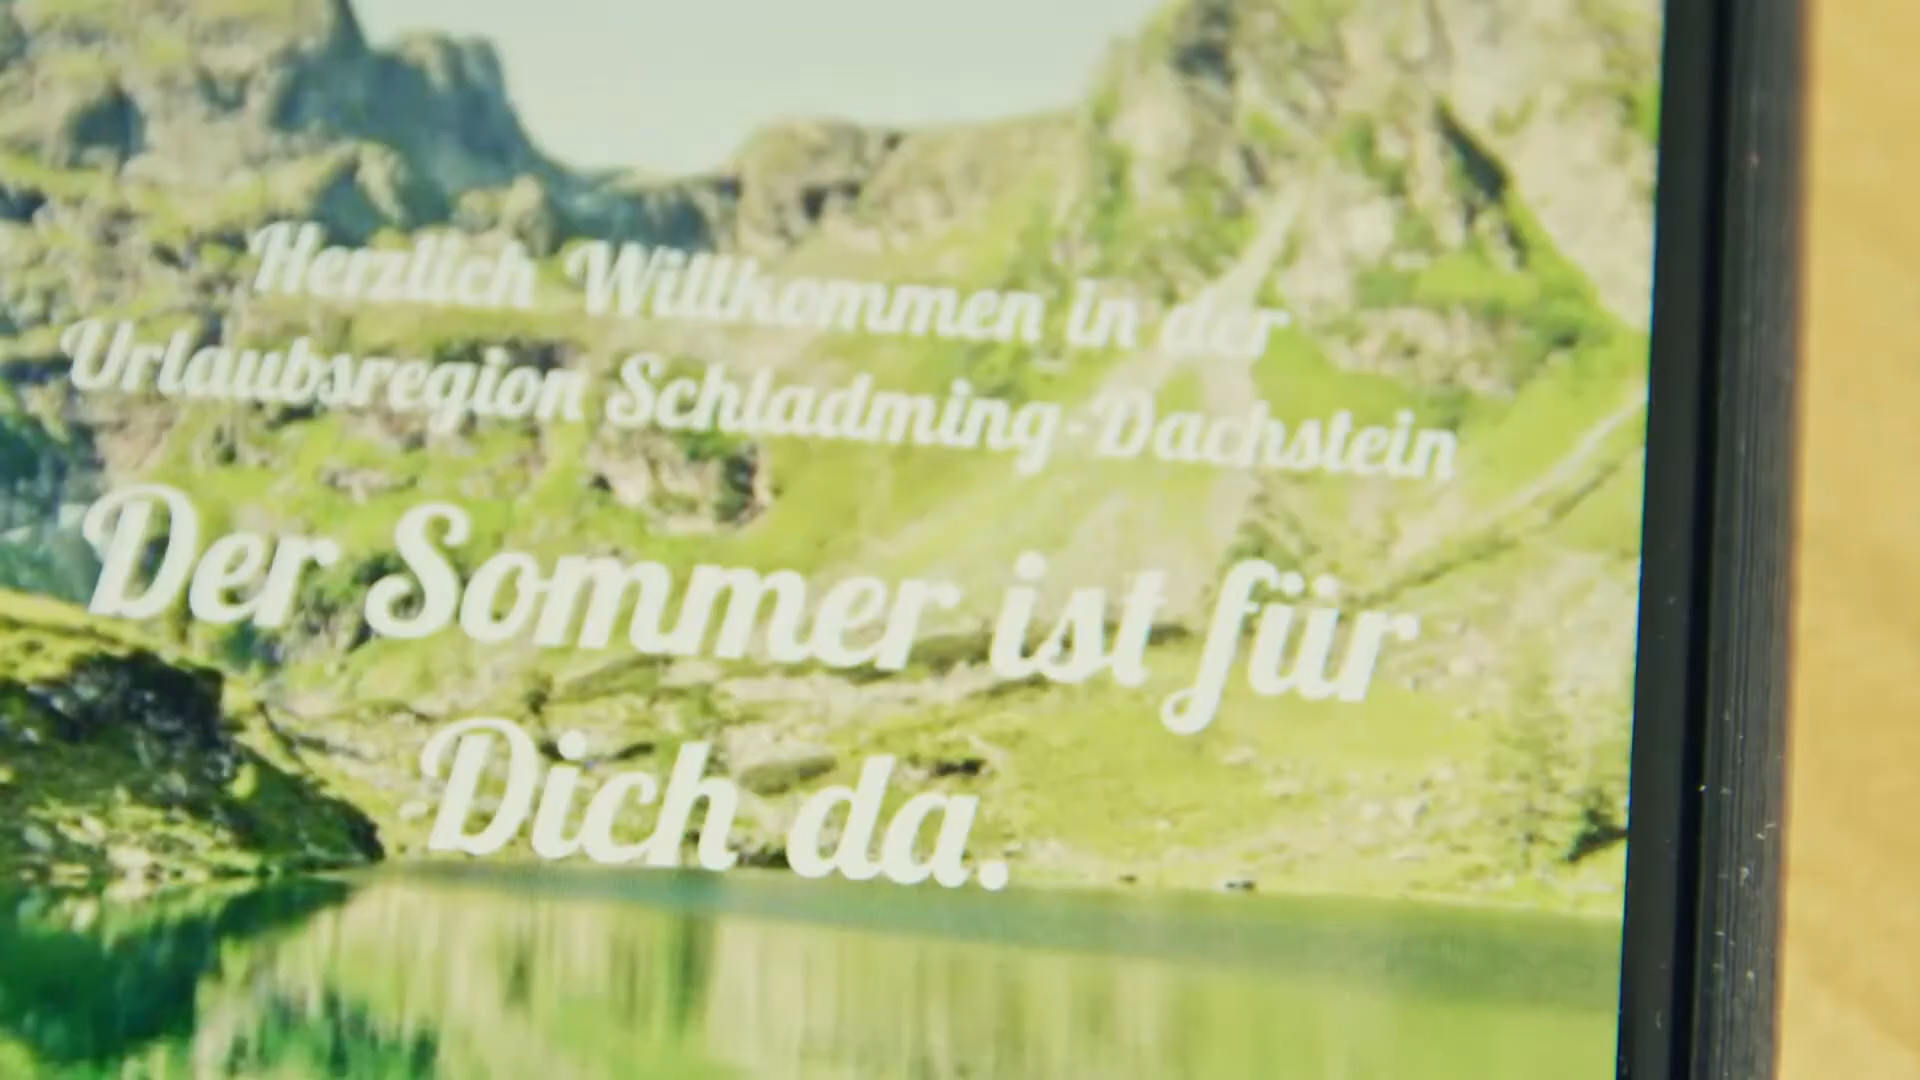 Herzlich Willkommen in der
Urlaubsregion Schladming-Dachstein
Der Sommer ist für
Dich da.